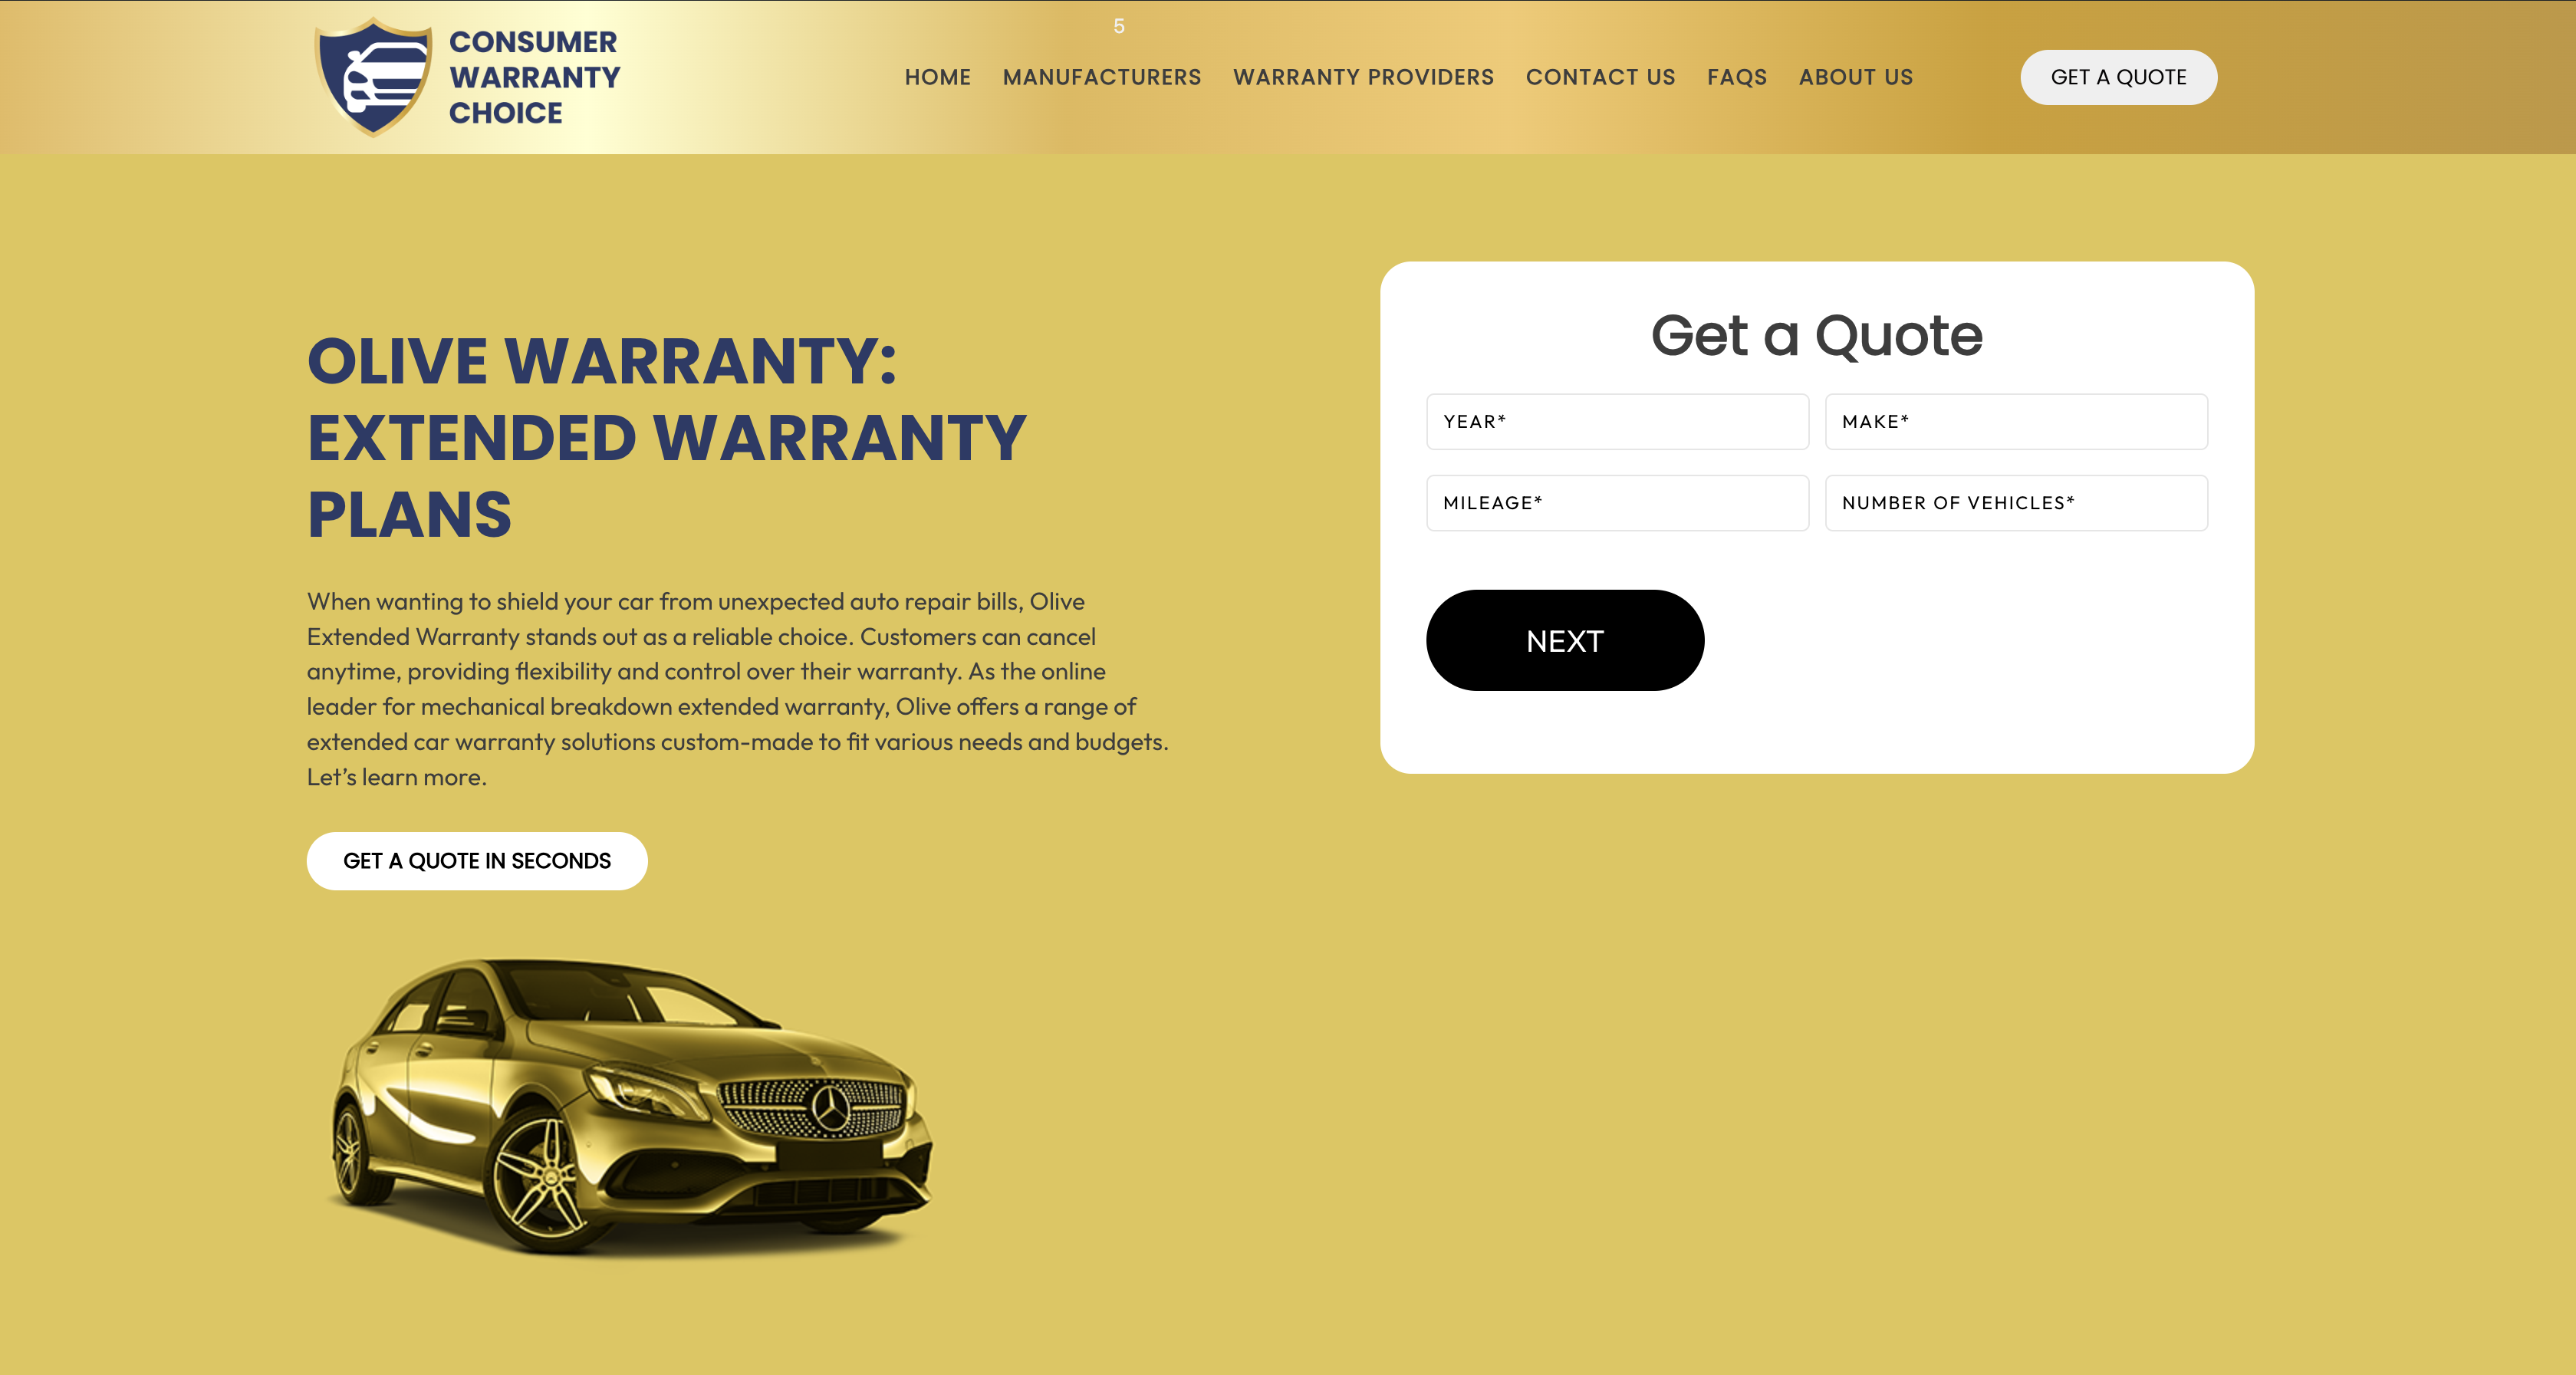 5
CONSUMER
WARRANTY
CHOICE
HOME MANUFACTURERS WARRANTY PROVIDERS CONTACT US FAQS ABOUT US GET A QUOTE
OLIVE WARRANTY:
EXTENDED WARRANTY
PLANS
When wanting to shield your car from unexpected auto repair bills, Olive
Extended Warranty stands out as a reliable choice. Customers can cancel
anytime, providing flexibility and control over their warranty. As the online
leader for mechanical breakdown extended warranty, Olive offers a range of
extended car warranty solutions custom-made to fit various needs and budgets.
Let’s learn more.
GET A QUOTE IN SECONDS
Get a Quote
YEAR* MAKE*
MILEAGE* NUMBER OF VEHICLES*
NEXT